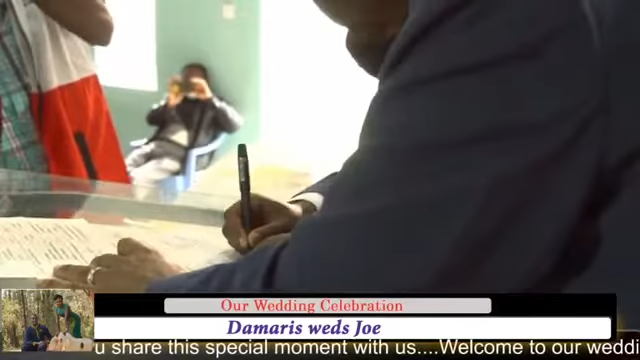 Our Wedding Celebration
Damaris weds Joe
u share this special moment with us....Welcome to our weddi